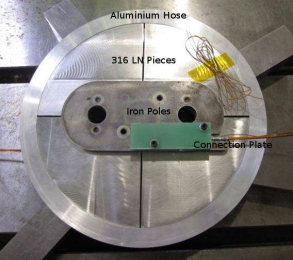 Aluminium Hose
316 LN Pieces
Iron Poles
Connection Plate